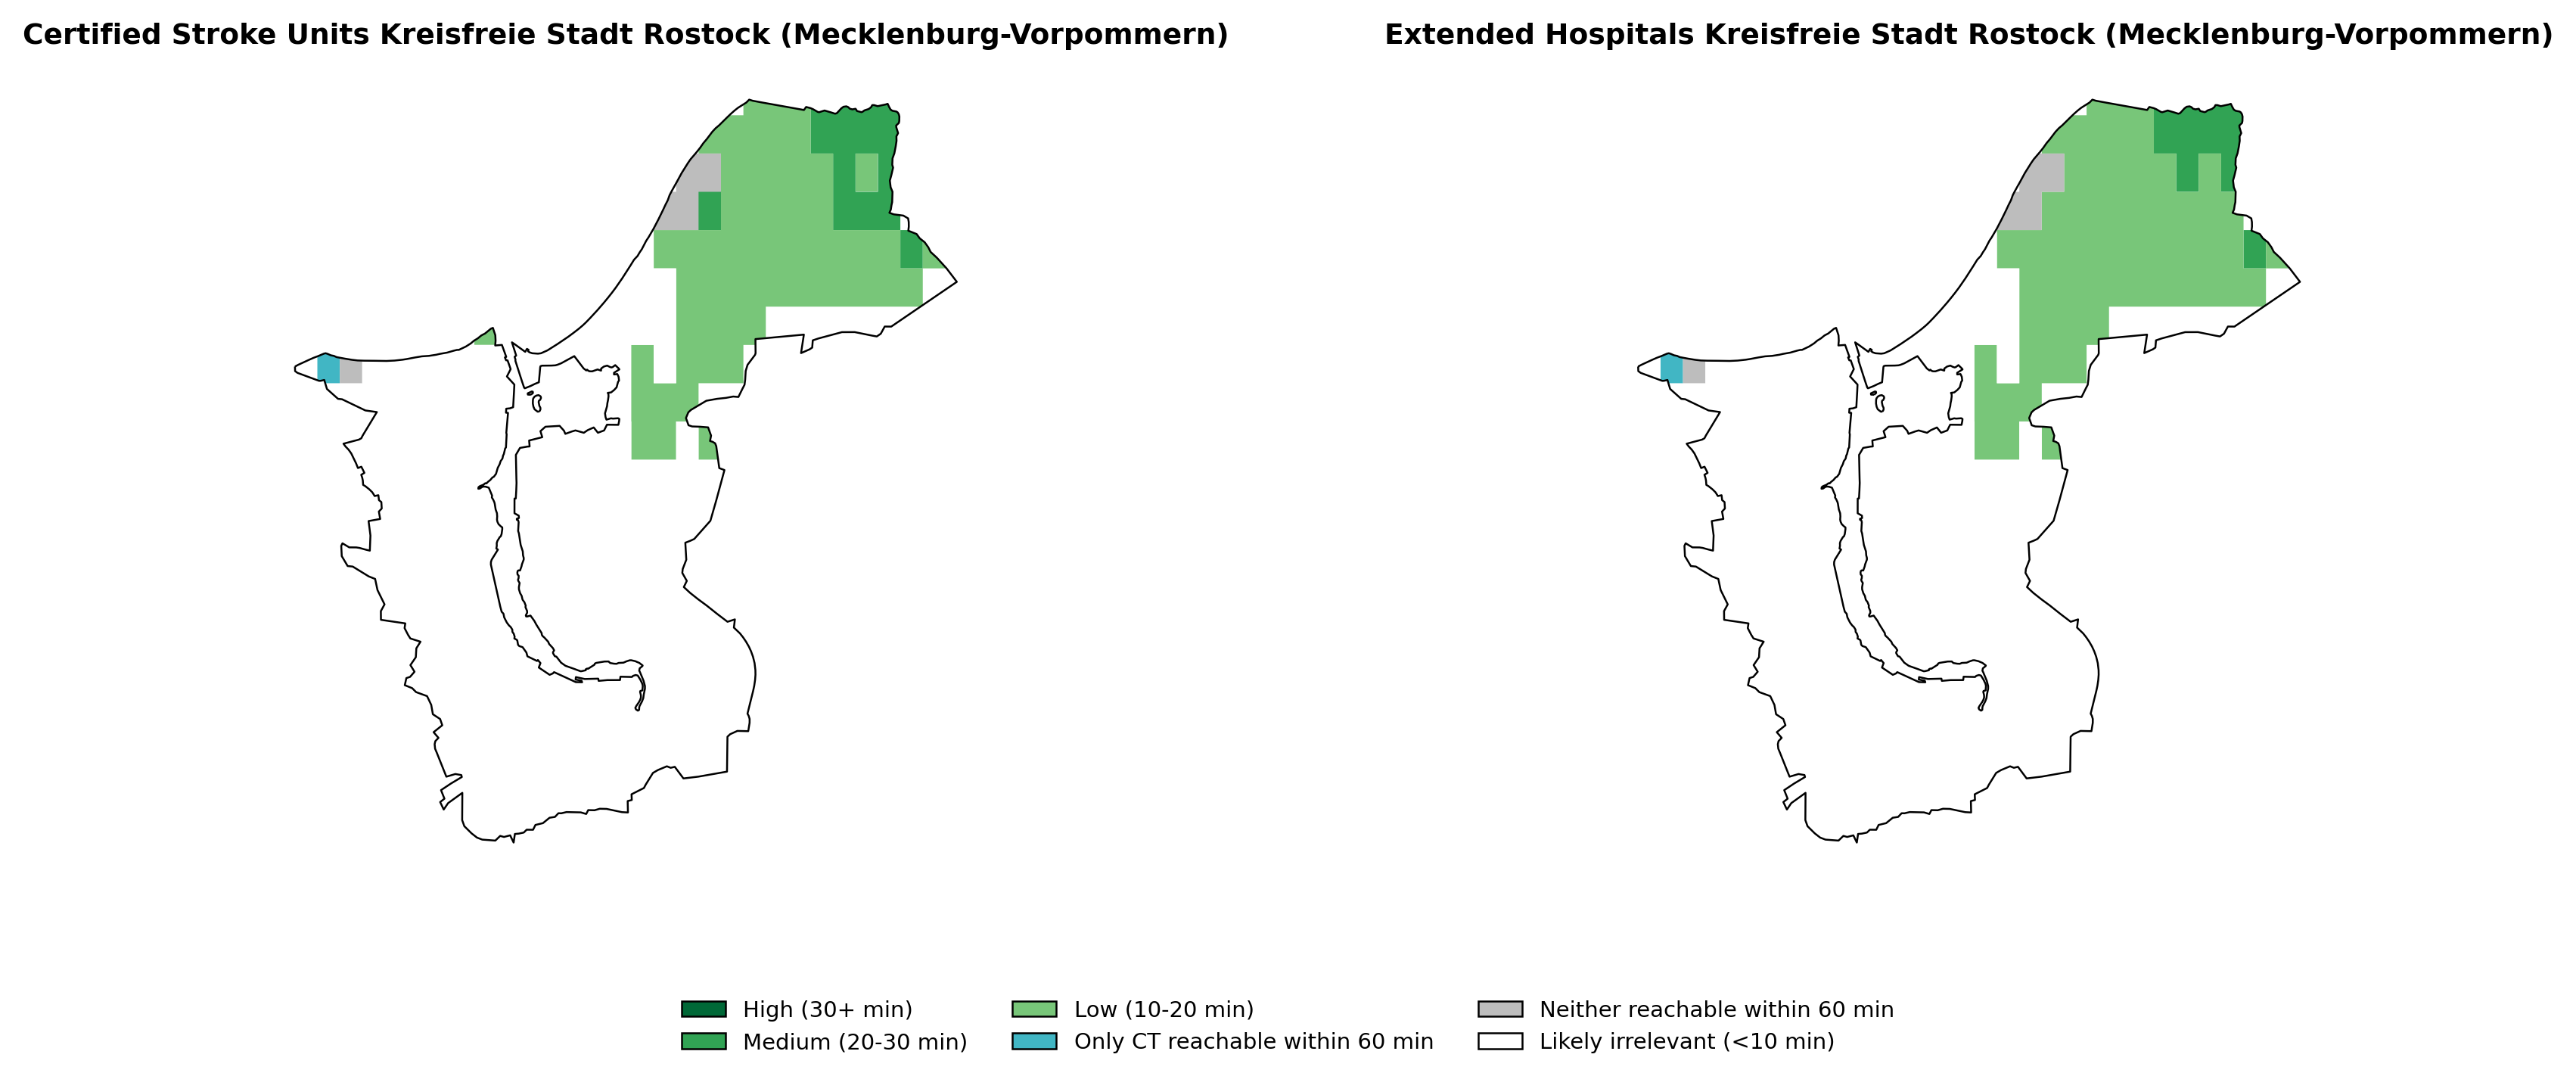 Certified Stroke Units Kreisfreie Stadt Rostock (Mecklenburg-Vorpommern)
Extended Hospitals Kreisfreie Stadt Rostock (Mecklenburg-Vorpommern)
High (30+ min)
Medium (20-30 min)
Low (10-20 min)
Only CT reachable within 60 min
Neither reachable within 60 min
Likely irrelevant (<10 min)